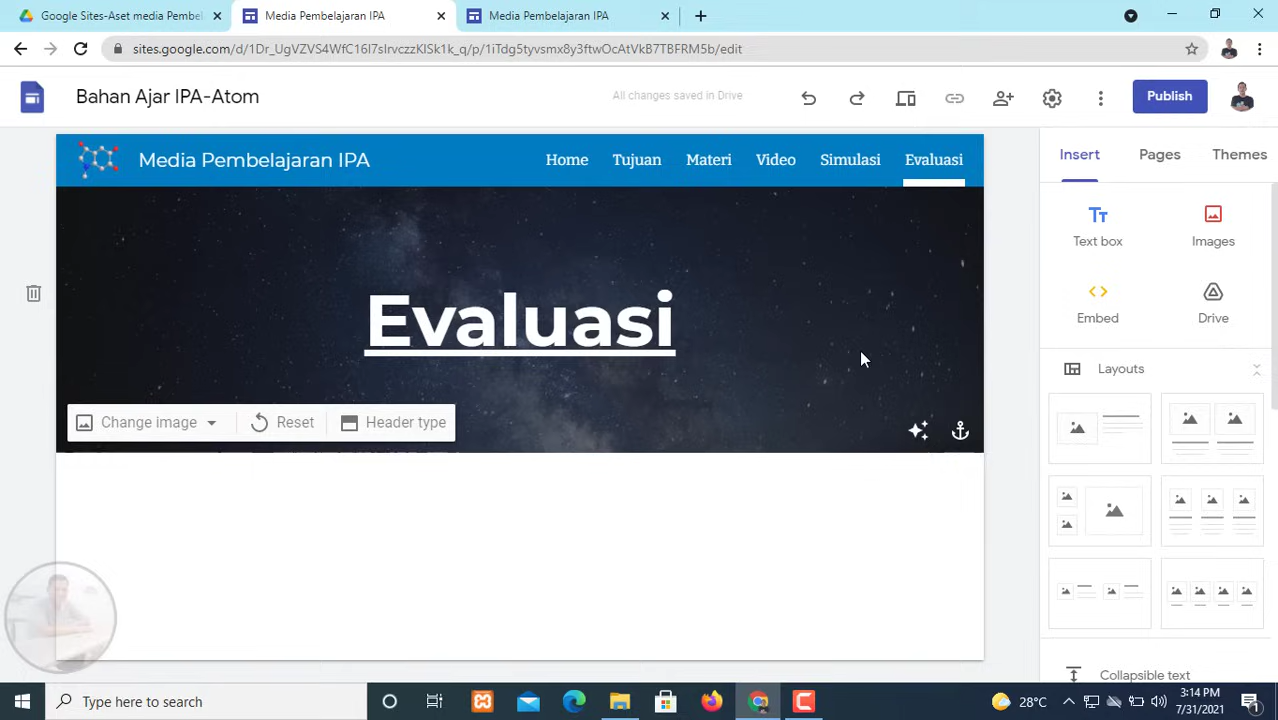 Google Sites-Aset media Pembel
Media Pembelajaran IPA
Media Pembelajaran IPA
sites.google.com/d/1Dr_UgVZVS4WfC16I7slrvczzKISk1k_q/p/1iTdg5tyvsmx8y3ftwOcAtVkB7TBFRM5b/edit
Bahan Ajar IPA-Atom
All changes saved in Drive
Publish
Media Pembelajaran IPA
Home
Tujuan
Materi
Video
Simulasi
Evaluasi
Insert
Pages
Themes
Tт
Text box
Images
Embed
Drive
Evaluasi
Layouts
Change image
Reset
Header type
Collapsible text
Type here to search
28°C
3:14 PM
7/31/2021
1